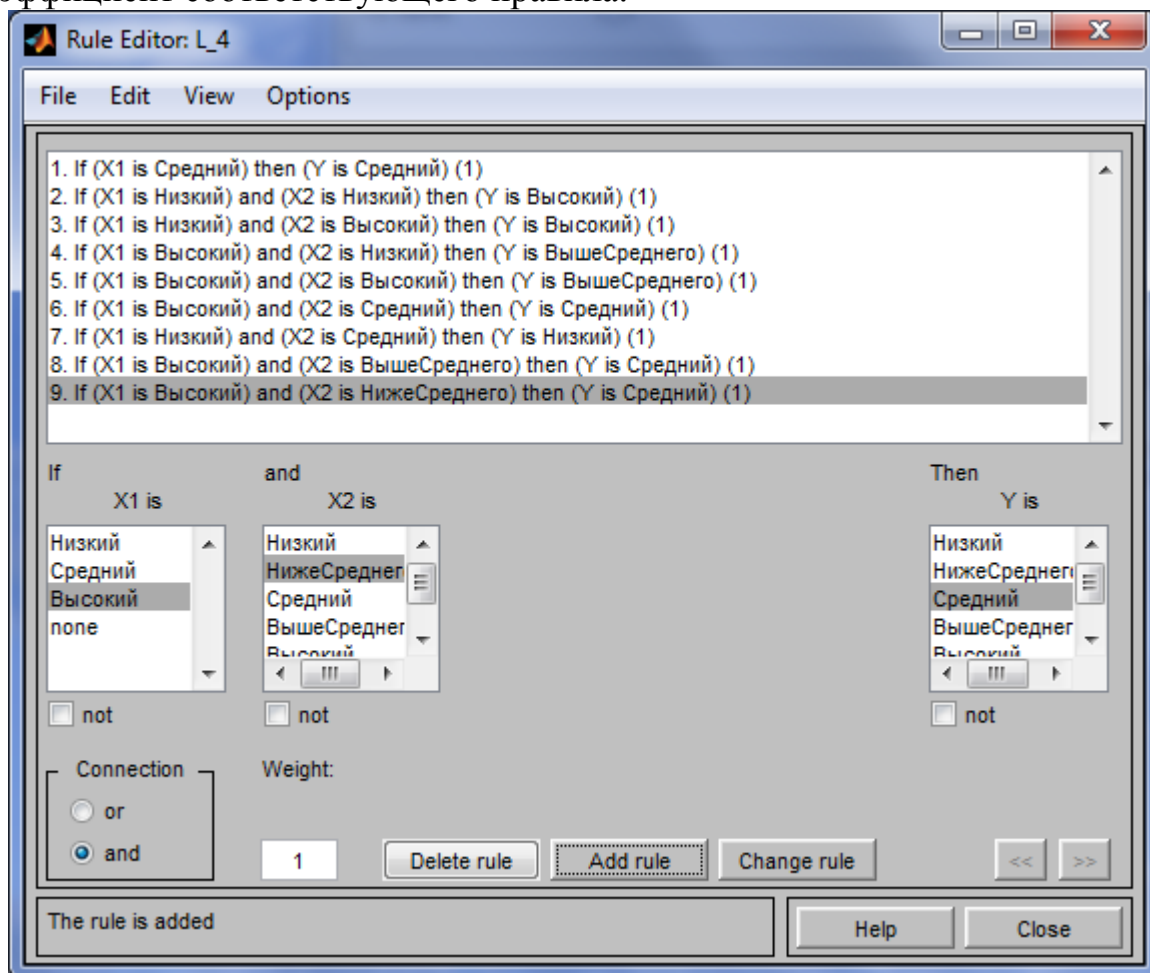 соответствующего правила.
Rule Editor: L_4
File Edit View Options
1. If (X1 is Средний) then (Y is Средний) (1)
2. If (X1 is Низкий) and (X2 is Низкий) then (Y is Высокий) (1)
3. If (X1 is Низкий) and (X2 is Высокий) then (Y is Высокий) (1)
4. If (X1 is Высокий) and (X2 is Низкий) then (Y is ВышеСреднего) (1)
5. If (X1 is Высокий) and (X2 is Высокий) then (Y is ВышеСреднего) (1)
6. If (X1 is Высокий) and (X2 is Средний) then (Y is Средний) (1)
7. If (X1 is Низкий) and (X2 is Средний) then (Y is Низкий) (1)
8. If (X1 is Высокий) and (X2 is ВышеСреднего) then (Y is Средний) (1)
9. If (X1 is Высокий) and (X2 is НижеСреднего) then (Y is Средний) (1)
If and Then
X1 is X2 is Y is
Низкий
Средний
Высокий
none
Низкий
НижеСреднег
Средний
ВышеСреднег
Высокий
Низкий
НижеСреднег
Средний
ВышеСреднег
Высокий
not not not
Connection
or
and
Weight:
1
Delete rule Add rule Change rule << >>
The rule is added
Help Close